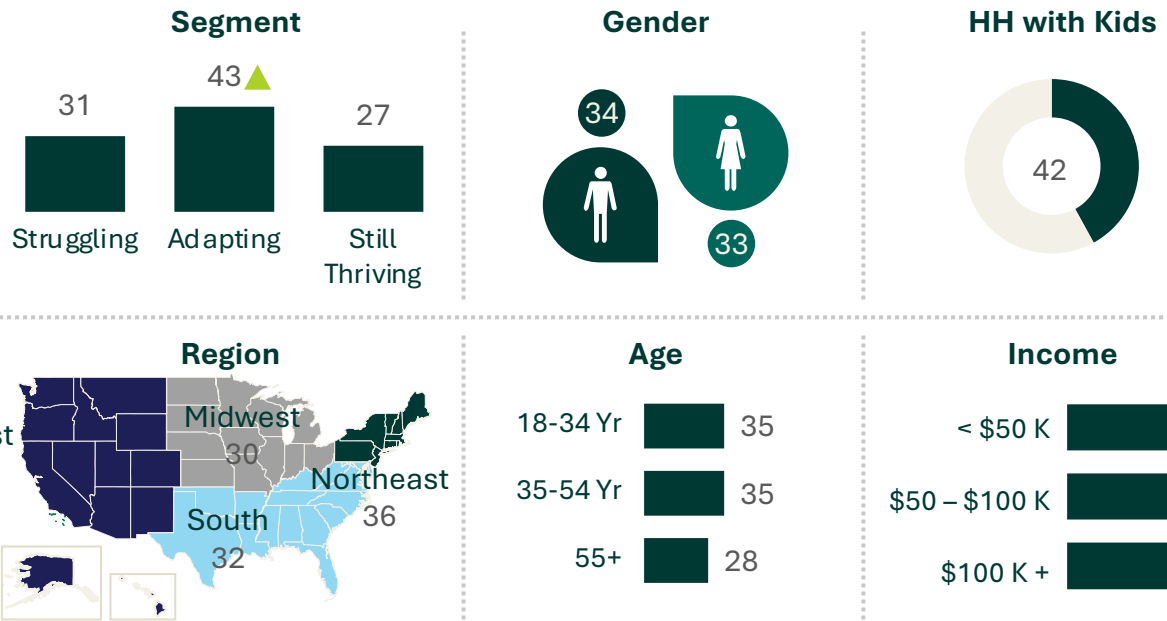 Segment
43
31
27
Struggling
Adapting
Still
Thriving
Gender
34
33
HH with Kids
42
Region
Midwest
30
Northeast
36
South
32
st
Age
18-34 Yr
35
35-54 Yr
35
55+
28
Income
< $50 K
$50 – $100 K
$100 K +